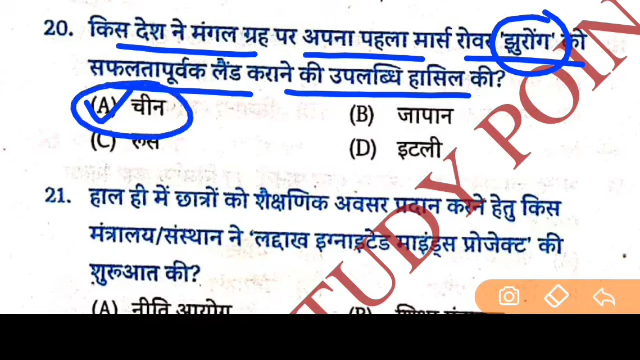 20. किस देश ने मंगल ग्रह पर अपना पहला मार्स रोवर 'झुरोंग' को
सफलतापूर्वक लैंड कराने की उपलब्धि हासिल की?
(A) चीन
(B) जापान
(C) रूस
(D) इटली
21. हाल ही में छात्रों को शैक्षणिक अवसर प्रदान करने हेतु किस
मंत्रालय/संस्थान ने 'लद्दाख इग्नाइटेड माइंड्स प्रोजेक्ट' की
शुरूआत की?
(A) नीति आयोग
(B)
STUDY POIN